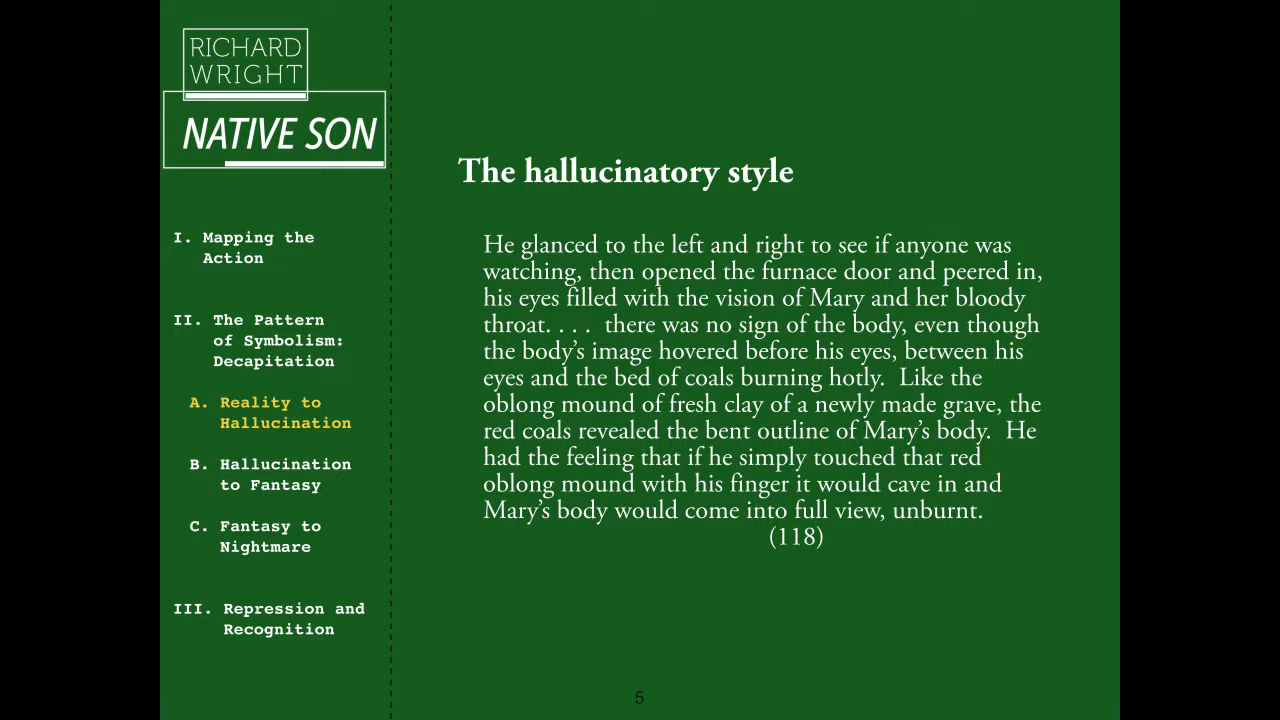 RICHARD
WRIGHT
NATIVE SON
I. Mapping the
Action
II. The Pattern
of Symbolism:
Decapitation
A. Reality to
Hallucination
B. Hallucination
to Fantasy
C. Fantasy to
Nightmare
III. Repression and
Recognition
The hallucinatory style
He glanced to the left and right to see if anyone was
watching, then opened the furnace door and peered in,
his eyes filled with the vision of Mary and her bloody
throat. . . .  there was no sign of the body, even though
the body’s image hovered before his eyes, between his
eyes and the bed of coals burning hotly.  Like the
oblong mound of fresh clay of a newly made grave, the
red coals revealed the bent outline of Mary’s body.  He
had the feeling that if he simply touched that red
oblong mound with his finger it would cave in and
Mary’s body would come into full view, unburnt.
(118)
5